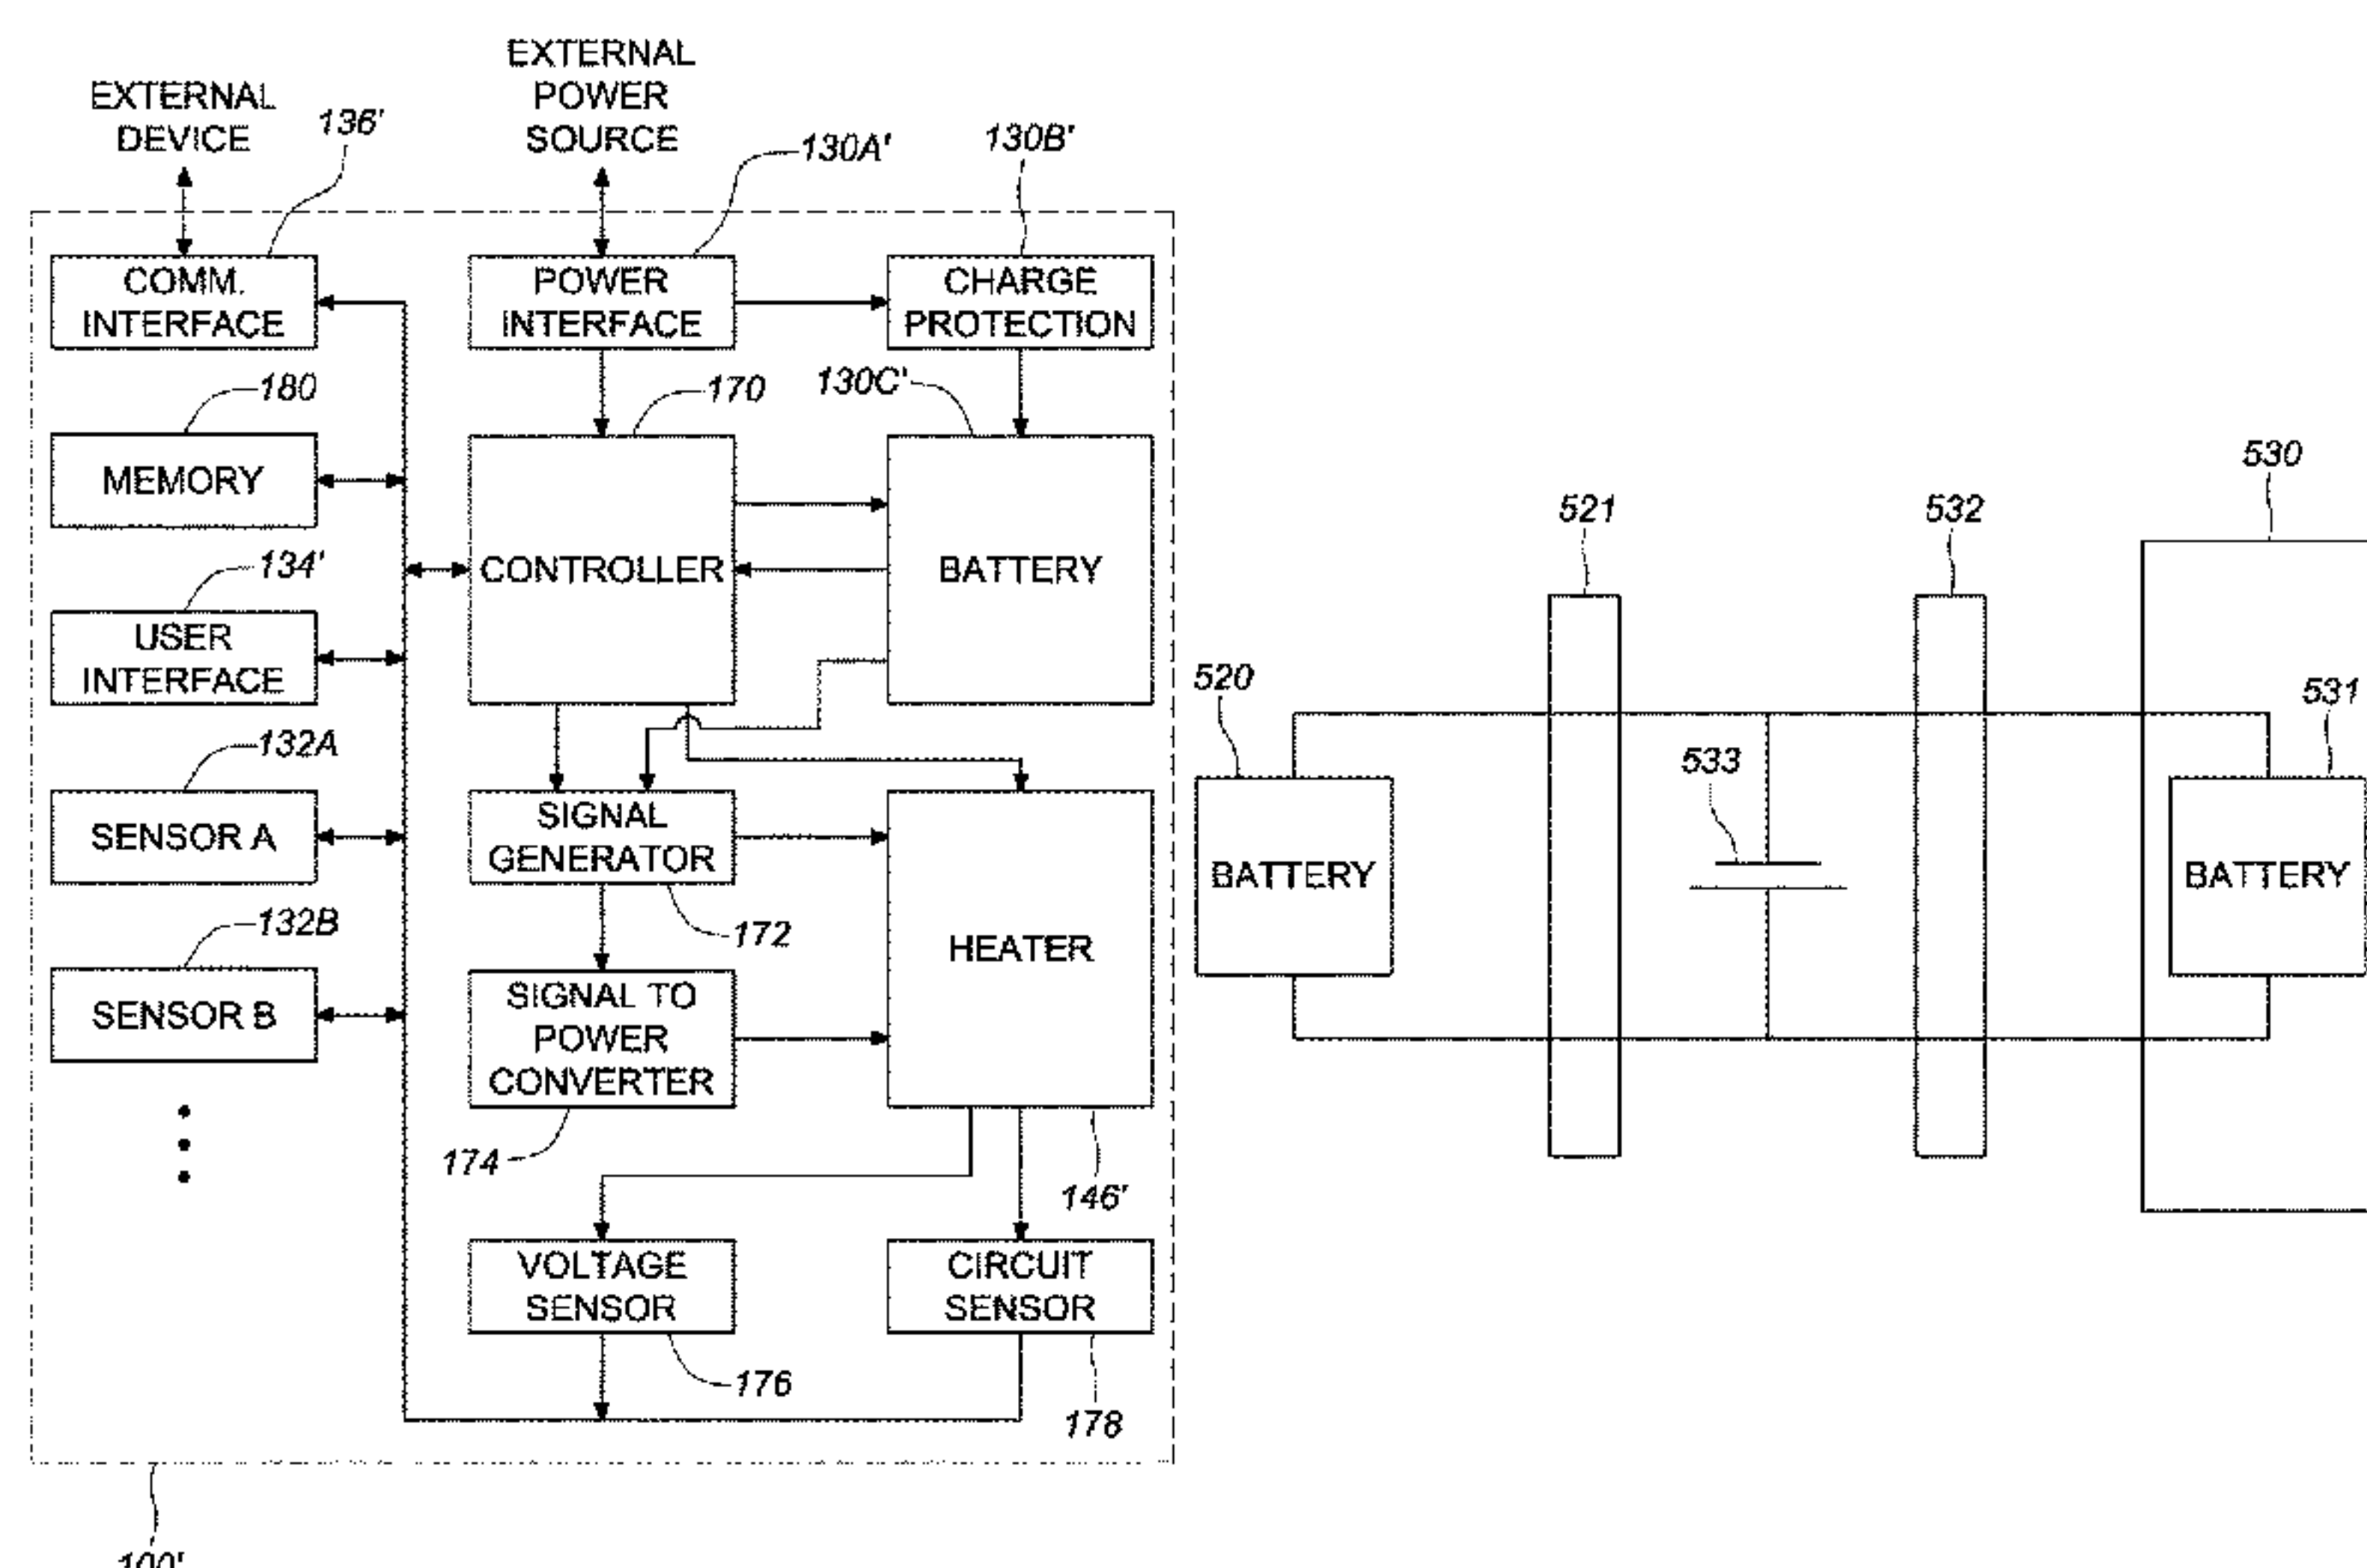 EXTERNAL
DEVICE
136'
EXTERNAL
POWER
SOURCE
130A'
130B'
COMM.
INTERFACE
POWER
INTERFACE
CHARGE
PROTECTION
180
170
130C'
MEMORY
CONTROLLER
BATTERY
134'
USER
INTERFACE
132A
SENSOR A
SIGNAL
GENERATOR
172
HEATER
132B
SENSOR B
SIGNAL TO
POWER
CONVERTER
174
146'
VOLTAGE
SENSOR
CIRCUIT
SENSOR
176
178
100'
530
521
532
520
531
533
BATTERY
BATTERY